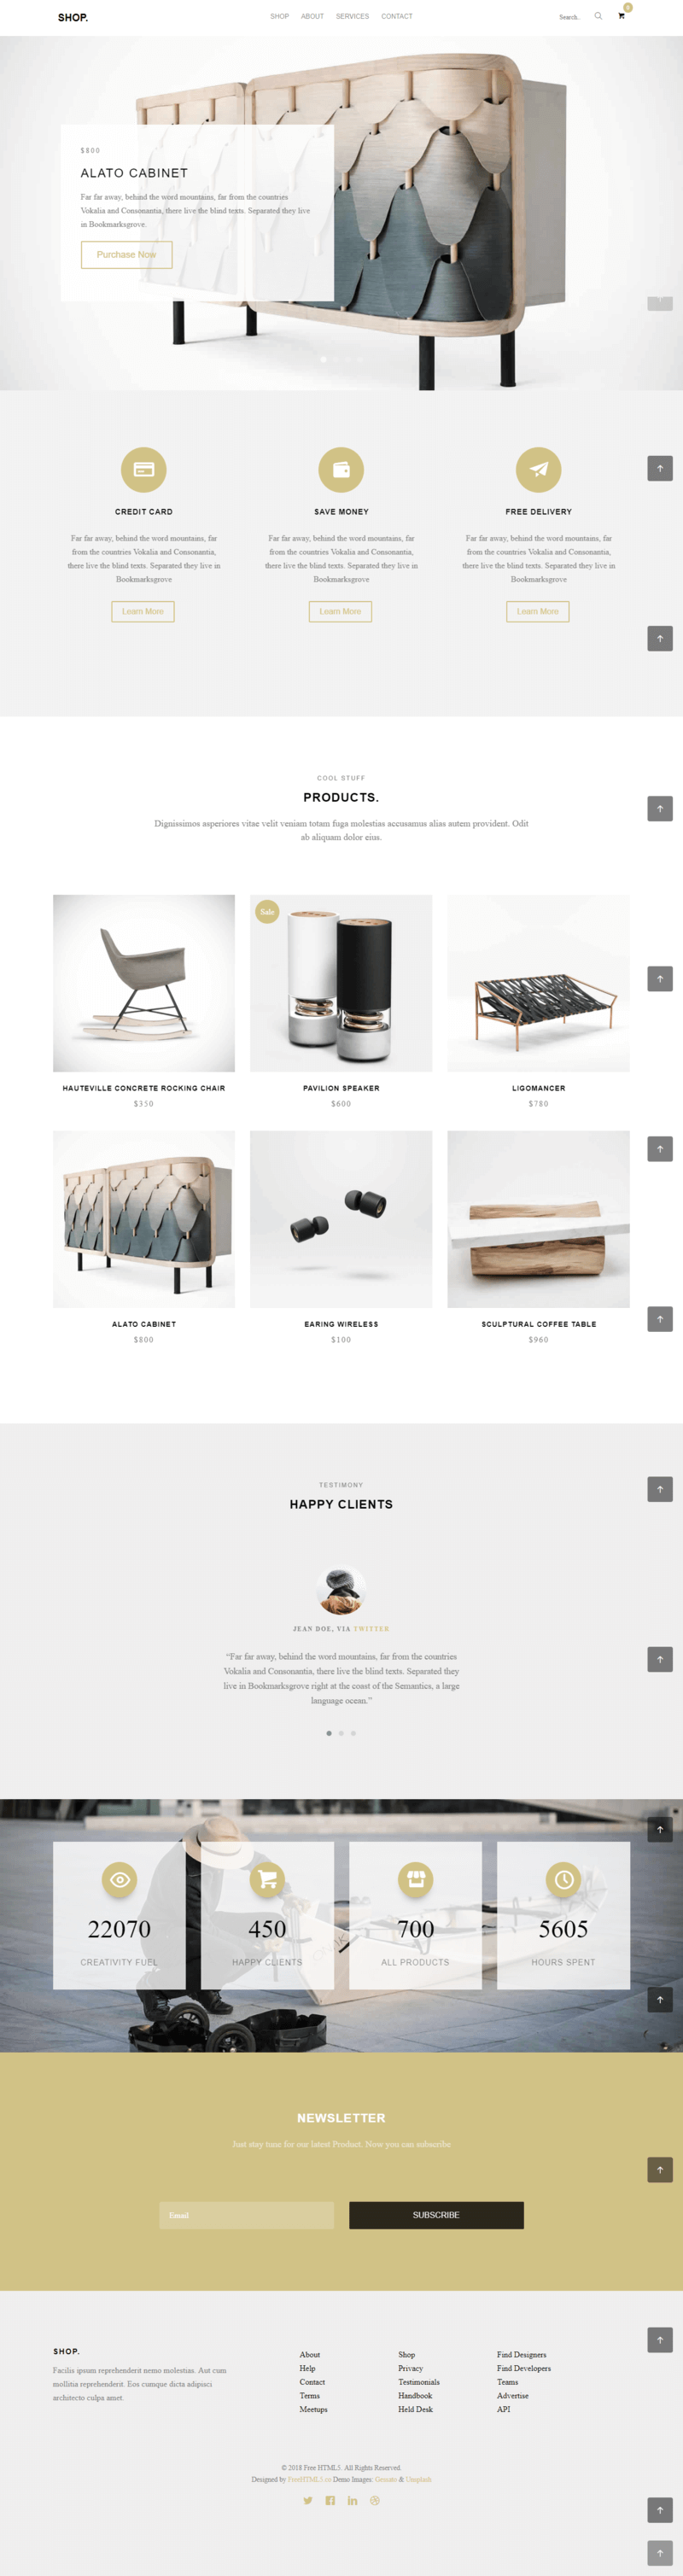 SHOP.
SHOP ABOUT SERVICES CONTACT
Search..
0
$800
ALATO CABINET
Far far away, behind the word mountains, far from the countries
Vokalia and Consonantia, there live the blind texts. Separated they live
in Bookmarksgrove.
Purchase Now
CREDIT CARD
Far far away, behind the word mountains, far
from the countries Vokalia and Consonantia,
there live the blind texts. Separated they live in
Bookmarksgrove
Learn More
SAVE MONEY
Far far away, behind the word mountains, far
from the countries Vokalia and Consonantia,
there live the blind texts. Separated they live in
Bookmarksgrove
Learn More
FREE DELIVERY
Far far away, behind the word mountains, far
from the countries Vokalia and Consonantia,
there live the blind texts. Separated they live in
Bookmarksgrove
Learn More
COOL STUFF
PRODUCTS.
Dignissimos asperiores vitae velit veniam totam fuga molestias accusamus alias autem provident. Odit
ab aliquam dolor eius.
HAUTEVILLE CONCRETE ROCKING CHAIR
$350
Sale
PAVILION SPEAKER
$600
LIGOMANCER
$780
ALATO CABINET
$800
EARING WIRELESS
$100
SCULPTURAL COFFEE TABLE
$960
TESTIMONY
HAPPY CLIENTS
JEAN DOE, VIA TWITTER
“Far far away, behind the word mountains, far from the countries
Vokalia and Consonantia, there live the blind texts. Separated they
live in Bookmarksgrove right at the coast of the Semantics, a large
language ocean.”
22070
CREATIVITY FUEL
450
HAPPY CLIENTS
700
ALL PRODUCTS
5605
HOURS SPENT
NEWSLETTER
Just stay tune for our latest Product. Now you can subscribe
Email
SUBSCRIBE
SHOP.
Facilis ipsum reprehenderit nemo molestias. Aut cum
mollitia reprehenderit. Eos cumque dicta adipisci
architecto culpa amet.
About
Help
Contact
Terms
Meetups
Shop
Privacy
Testimonials
Handbook
Held Desk
Find Designers
Find Developers
Teams
Advertise
API
© 2018 Free HTML5. All Rights Reserved.
Designed by FreeHTML5.co Demo Images: Gessato & Unsplash